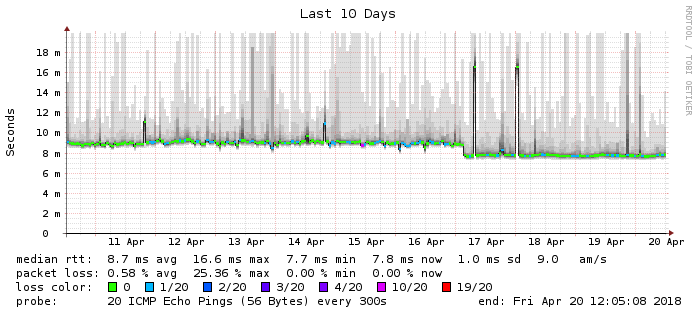 Last 10 Days
RRDTOOL / TOBI OETIKER
Seconds
18 m
16 m
14 m
12 m
10 m
8 m
6 m
4 m
2 m
0
11 Apr 12 Apr 13 Apr 14 Apr 15 Apr 16 Apr 17 Apr 18 Apr 19 Apr 20 Apr
median rtt: 8.7 ms avg 16.6 ms max 7.7 ms min 7.8 ms now 1.0 ms sd 9.0 am/s
packet loss: 0.58 % avg 25.36 % max 0.00 % min 0.00 % now
loss color: 0 1/20 2/20 3/20 4/20 10/20 19/20
probe: 20 ICMP Echo Pings (56 Bytes) every 300s end: Fri Apr 20 12:05:08 2018